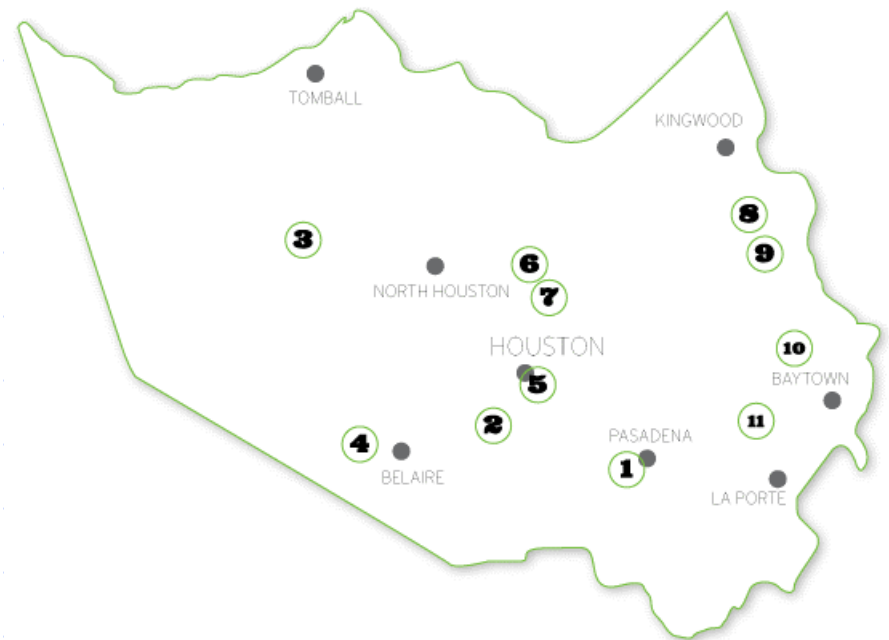 TOMBALL
KINGWOOD
8
3
9
6
NORTH HOUSTON
7
HOUSTON
10
BAYTOWN
5
11
2
PASADENA
4
1
BELAIRE
LA PORTE